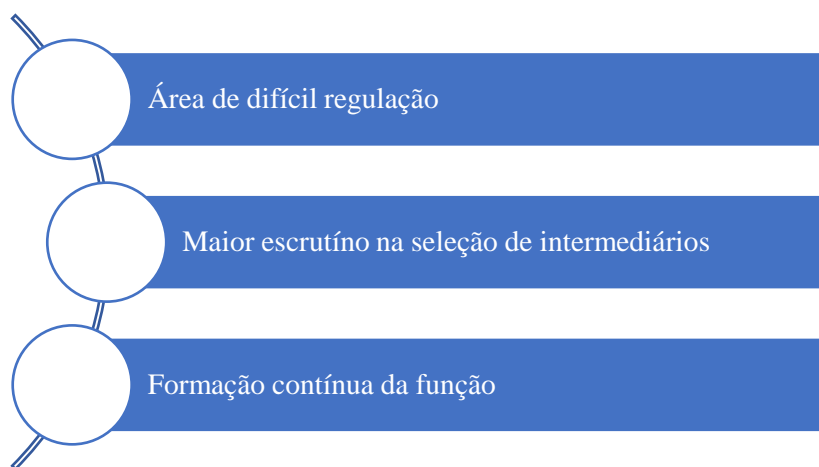 Área de difícil regulação
Maior escrutíno na seleção de intermediários
Formação contínua da função